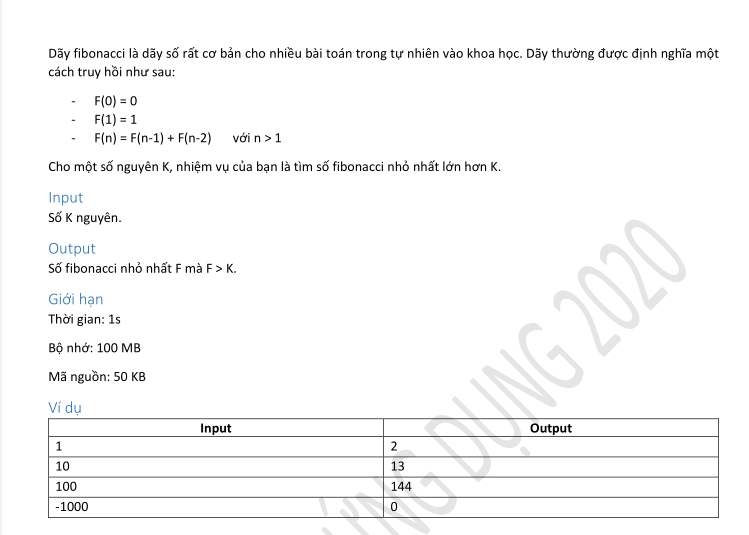 Dãy fibonacci là dãy số rất cơ bản cho nhiều bài toán trong tự nhiên vào khoa học. Dãy thường được định nghĩa một
cách truy hồi như sau:
- F(0) = 0
- F(1) = 1
- F(n) = F(n-1) + F(n-2) với n > 1
Cho một số nguyên K, nhiệm vụ của bạn là tìm số fibonacci nhỏ nhất lớn hơn K.
Input
Số K nguyên.
Output
Số fibonacci nhỏ nhất F mà F > K.
Giới hạn
Thời gian: 1s
Bộ nhớ: 100 MB
Mã nguồn: 50 KB
Ví dụ
Input Output
1 2
10 13
100 144
-1000 0
ỨNG DỤNG 2020